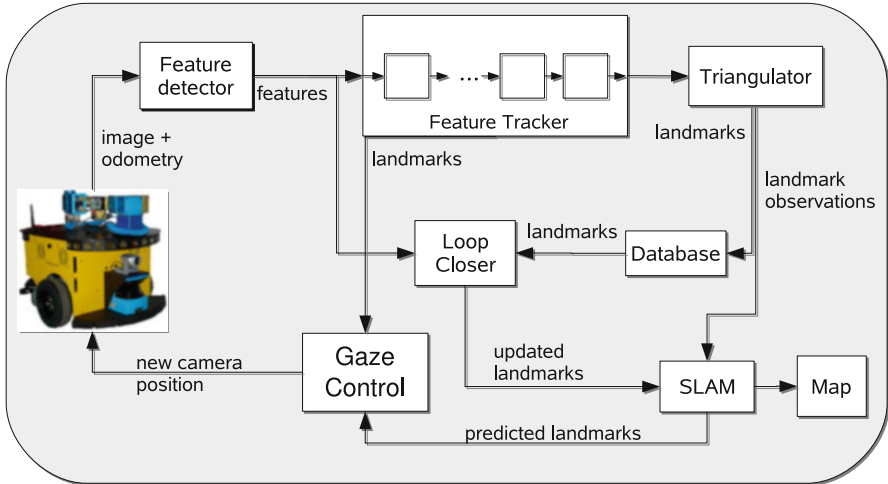 Feature
detector
features
...
Feature Tracker
Triangulator
image +
odometry
landmarks
landmarks
landmark
observations
Loop
Closer
landmarks
Database
Gaze
Control
new camera
position
updated
landmarks
SLAM
Map
predicted landmarks